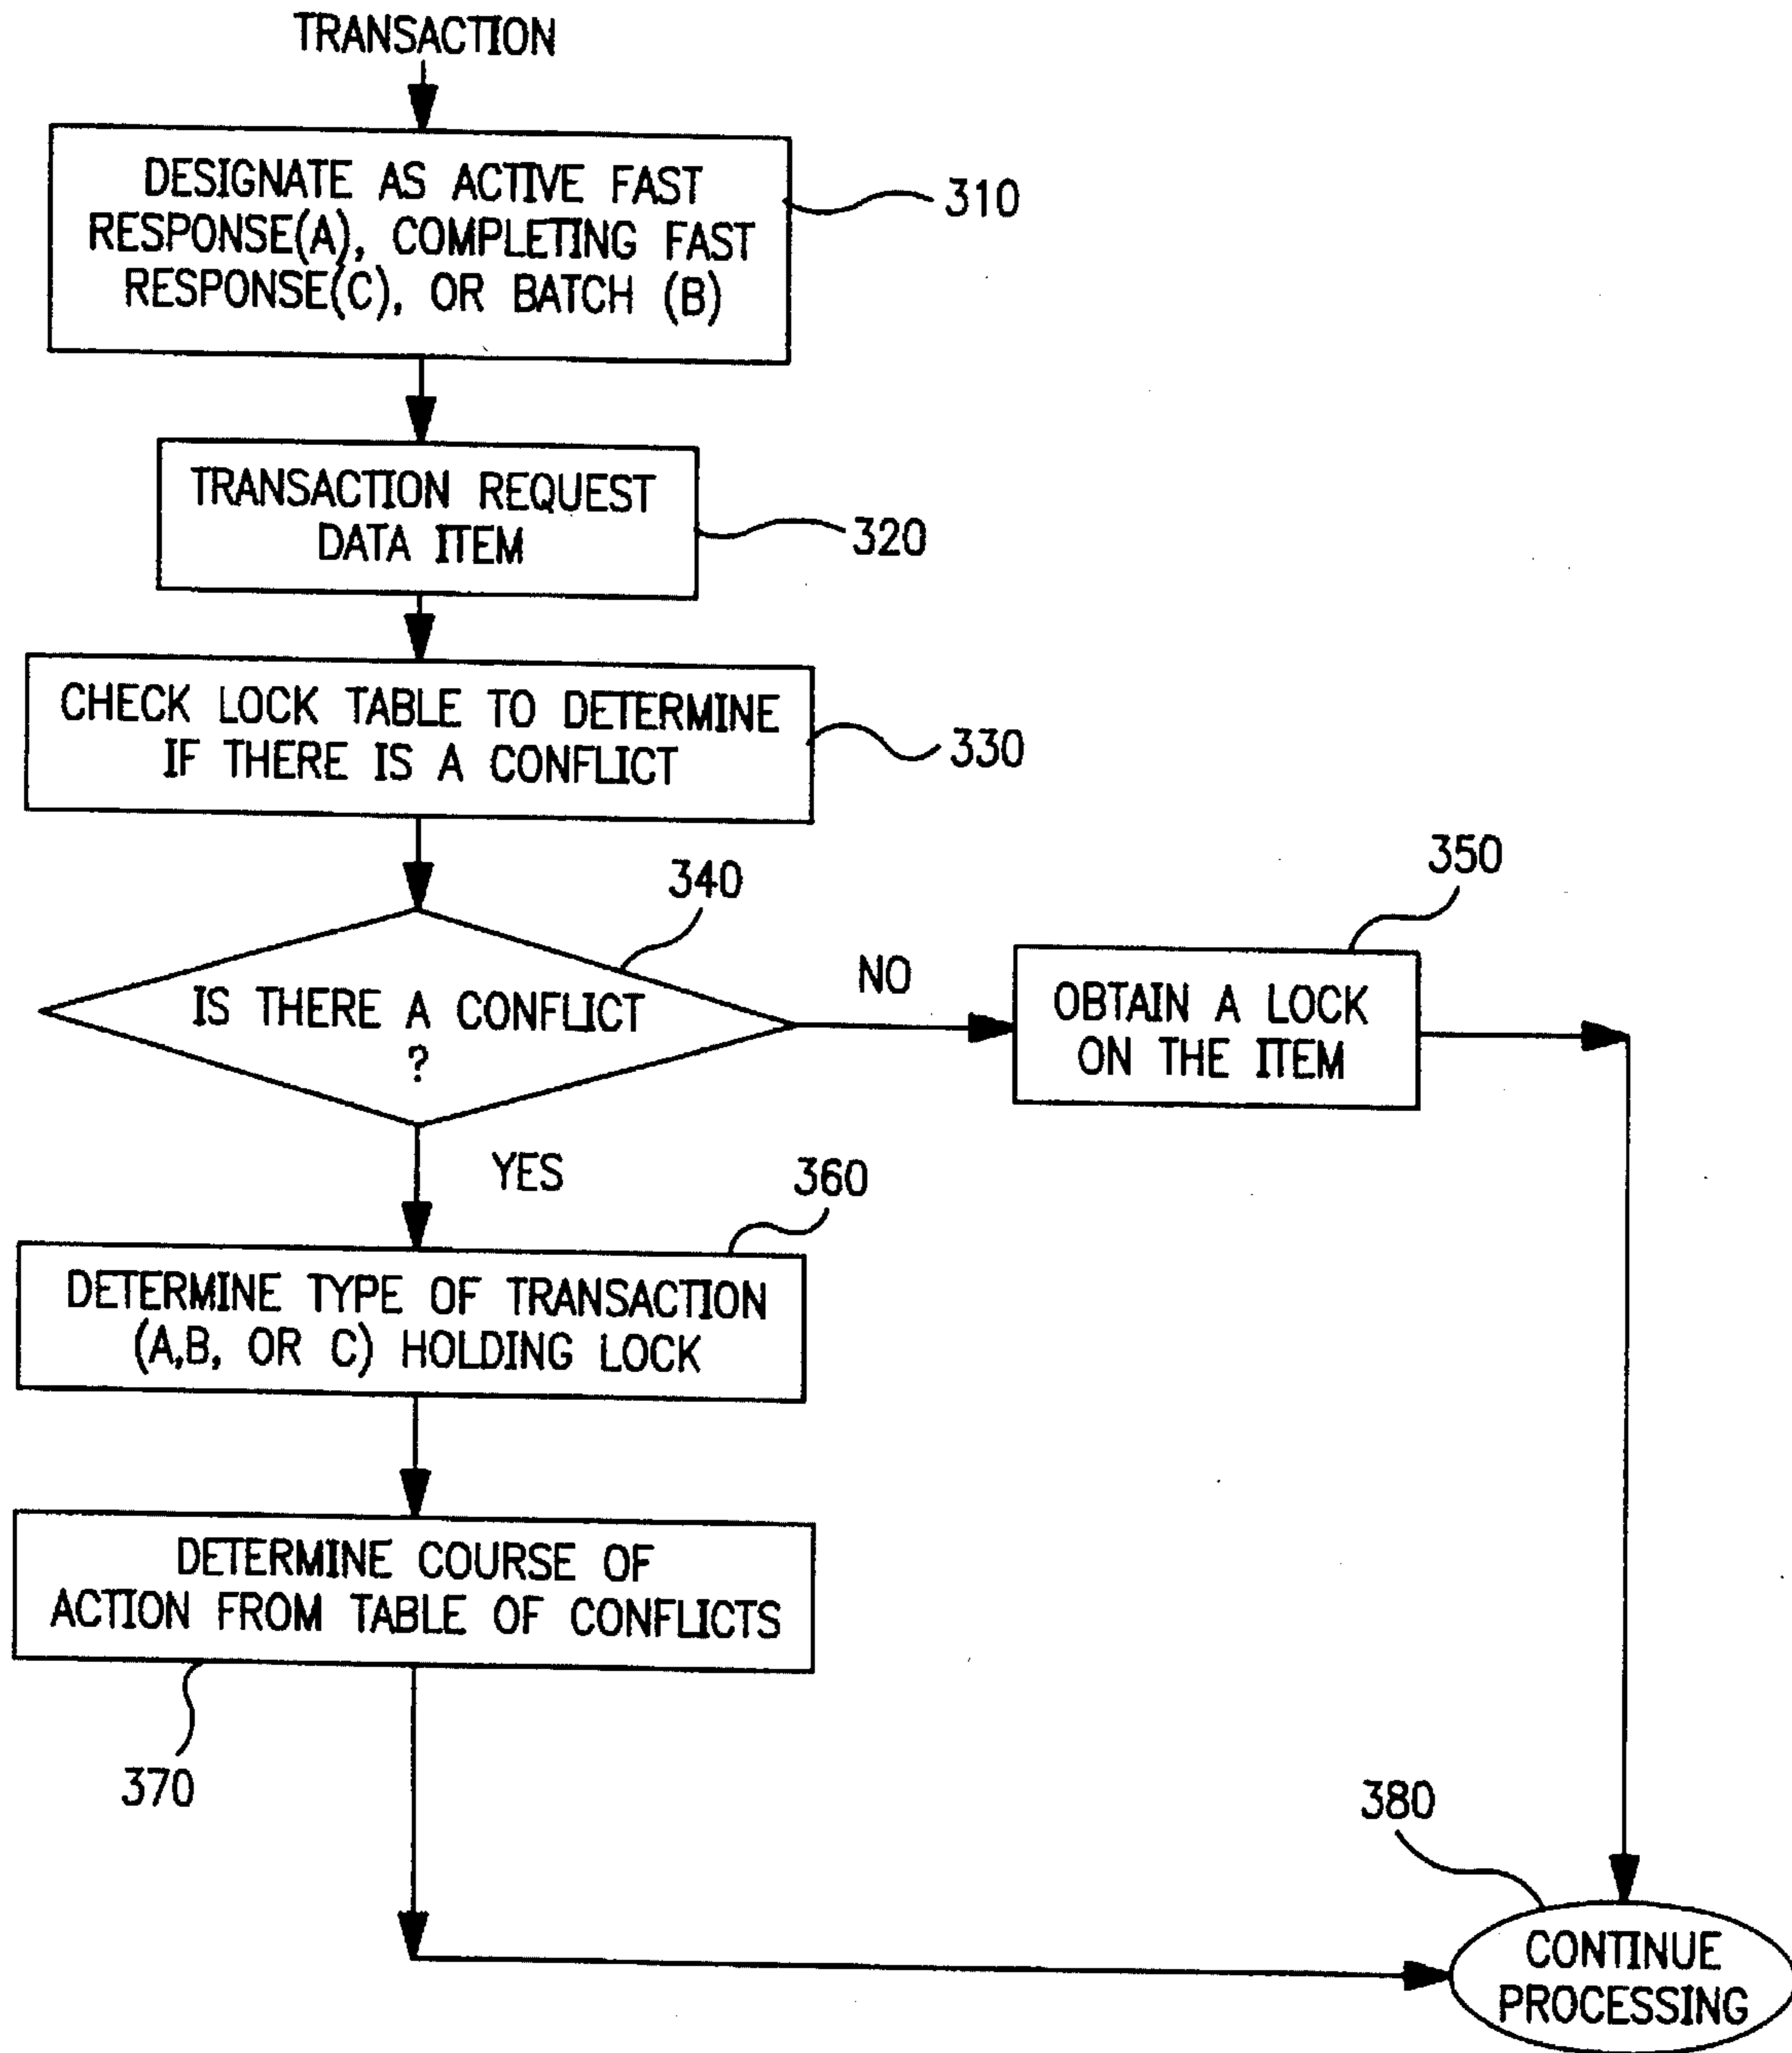 TRANSACTION
DESIGNATE AS ACTIVE FAST
RESPONSE(A), COMPLETING FAST
RESPONSE(C), OR BATCH (B)
310
TRANSACTION REQUEST
DATA ITEM
320
CHECK LOCK TABLE TO DETERMINE
IF THERE IS A CONFLICT
330
340
IS THERE A CONFLICT
?
NO
350
OBTAIN A LOCK
ON THE ITEM
YES
360
DETERMINE TYPE OF TRANSACTION
(A,B, OR C) HOLDING LOCK
DETERMINE COURSE OF
ACTION FROM TABLE OF CONFLICTS
370
380
CONTINUE
PROCESSING